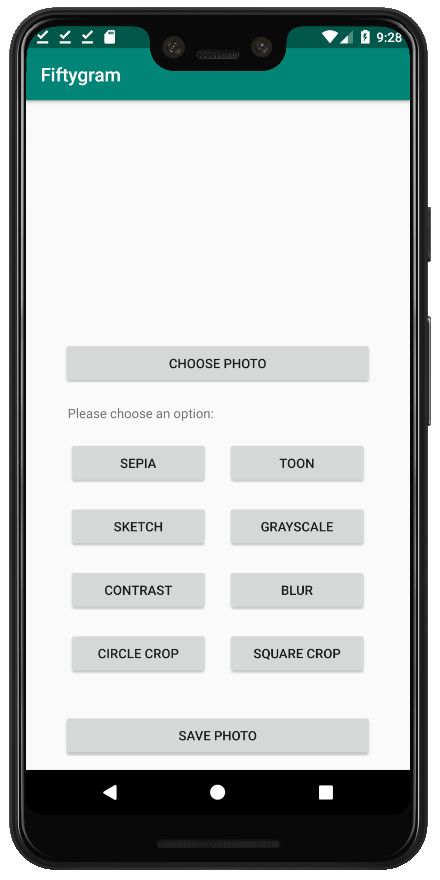 9:28
Fiftygram
CHOOSE PHOTO
Please choose an option:
SEPIA TOON
SKETCH GRAYSCALE
CONTRAST BLUR
CIRCLE CROP SQUARE CROP
SAVE PHOTO